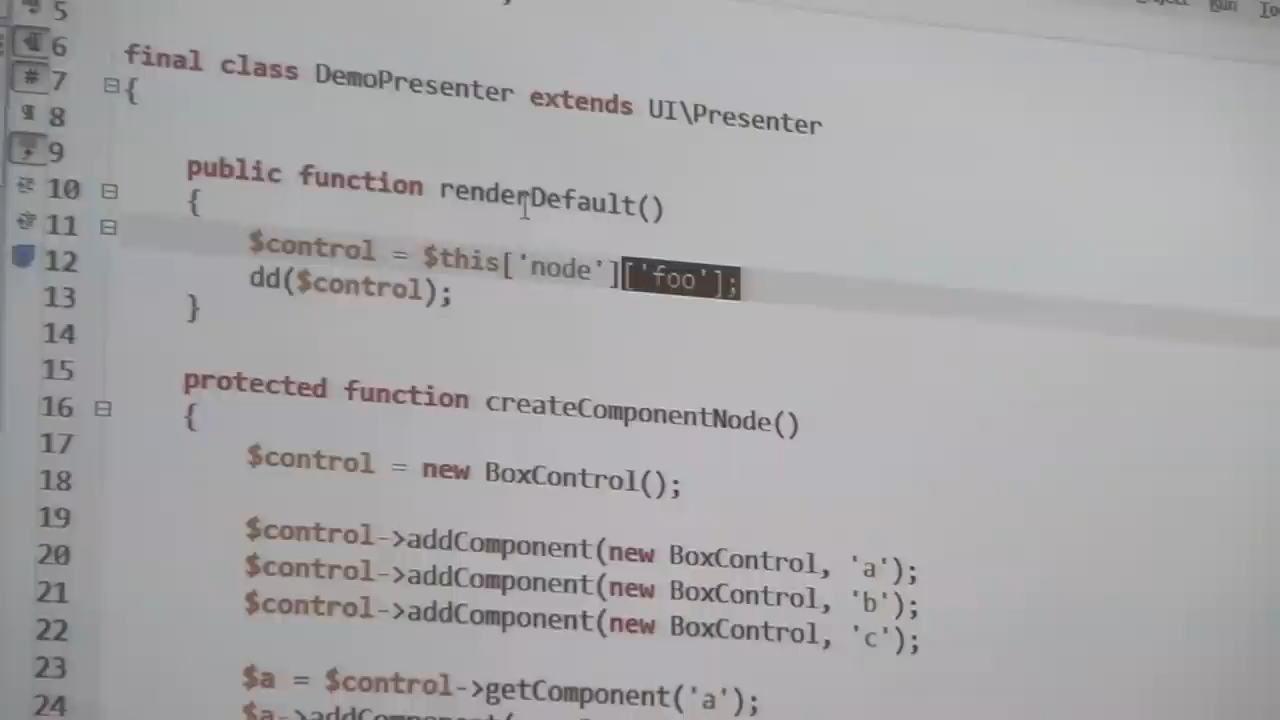 Run
5
6
final class DemoPresenter extends UI\Presenter
7
{
8
9
public function renderDefault()
10
{
11
$control = $this['node']['foo'];
12
dd($control);
13
}
14
15
protected function createComponentNode()
16
{
17
$control = new BoxControl();
18
19
$control->addComponent(new BoxControl, 'a');
20
$control->addComponent(new BoxControl, 'b');
21
$control->addComponent(new BoxControl, 'c');
22
23
$a = $control->getComponent('a');
24